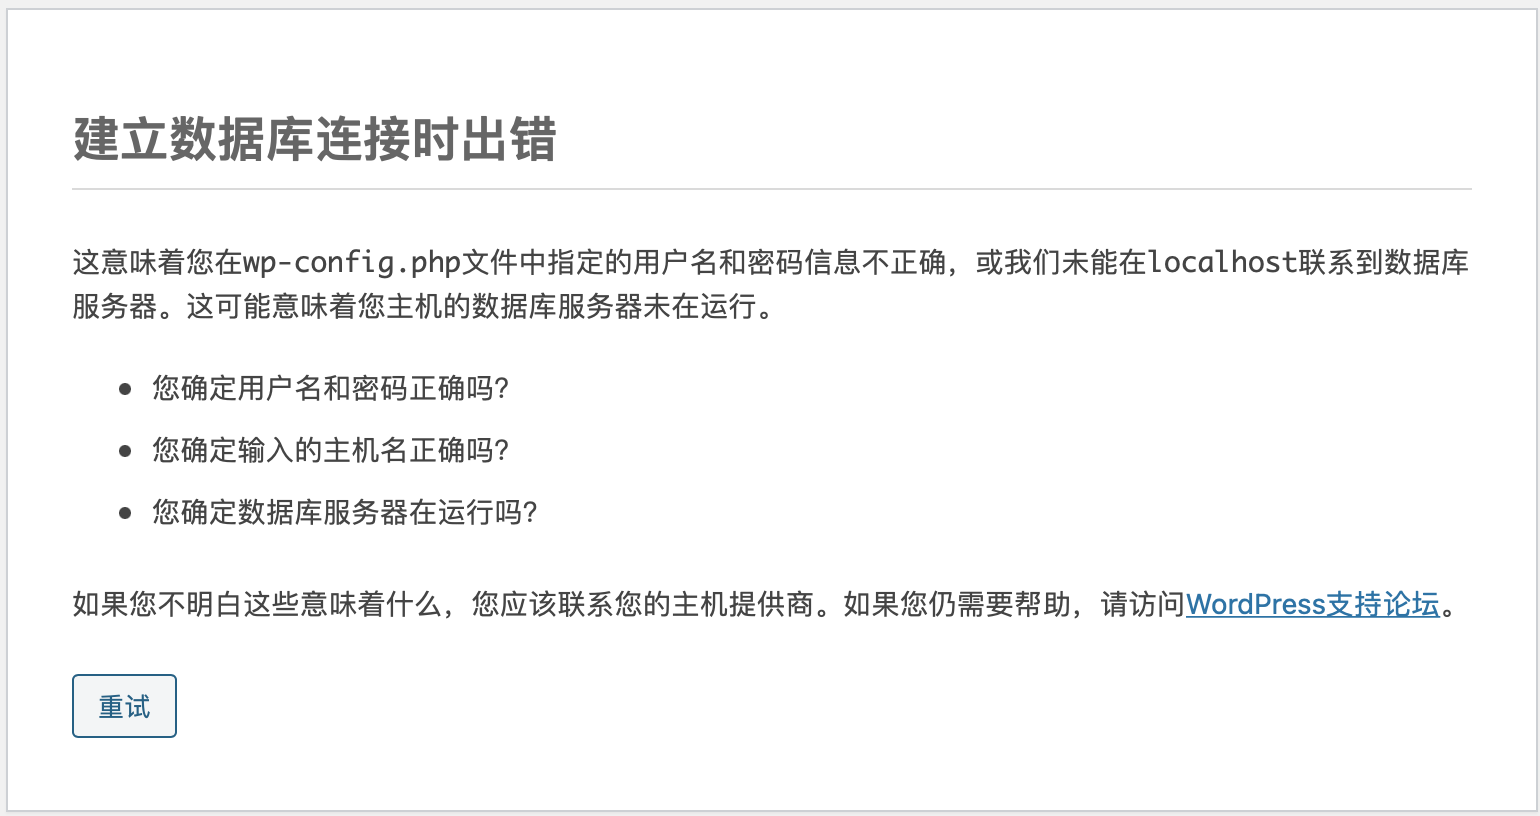 建立数据库连接时出错
这意味着您在wp-config.php文件中指定的用户名和密码信息不正确，或我们未能在localhost联系到数据库
服务器。这可能意味着您主机的数据库服务器未在运行。
您确定用户名和密码正确吗？
您确定输入的主机名正确吗？
您确定数据库服务器在运行吗？
如果您不明白这些意味着什么，您应该联系您的主机提供商。如果您仍需要帮助，请访问WordPress支持论坛。
重试